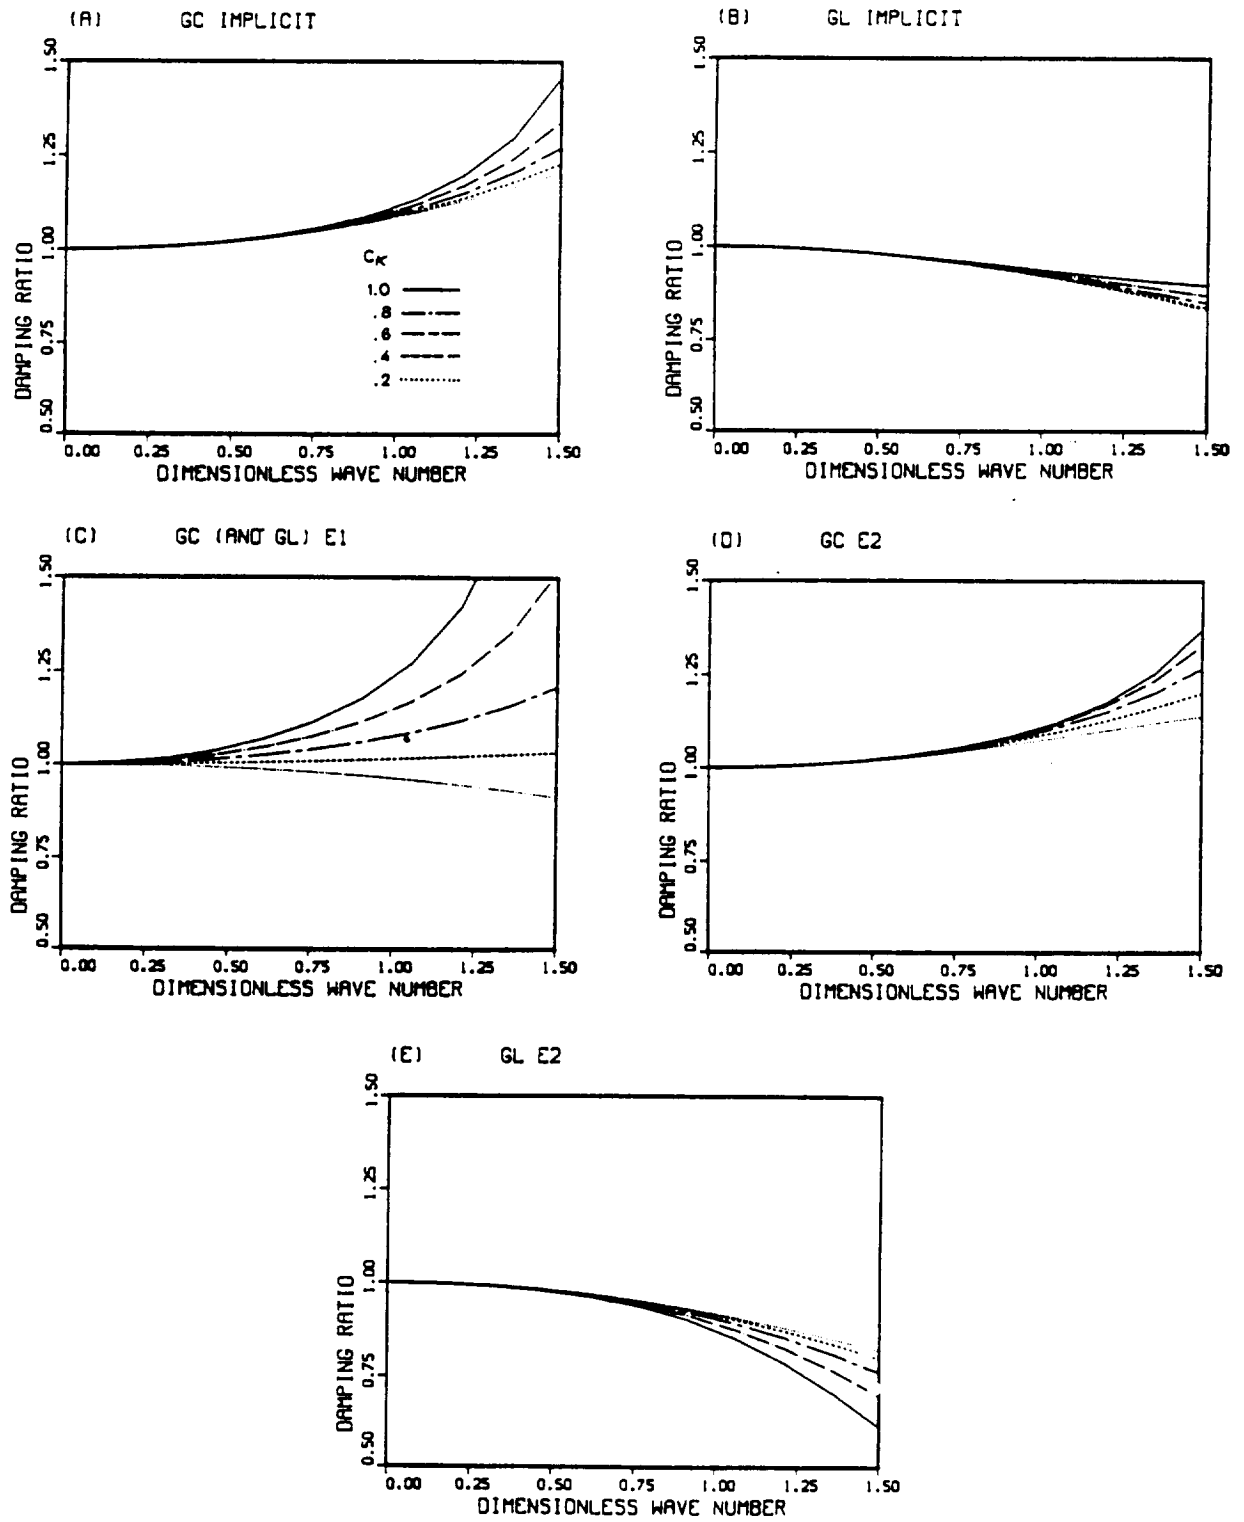 (A) GC IMPLICIT
1.50
1.25
1.00
0.75
0.50
DAMPING RATIO
Cκ
1.0
.8
.6
.4
.2
0.00 0.25 0.50 0.75 1.00 1.25 1.50
DIMENSIONLESS WAVE NUMBER
(B) GL IMPLICIT
1.50
1.25
1.00
0.75
0.50
DAMPING RATIO
0.00 0.25 0.50 0.75 1.00 1.25 1.50
DIMENSIONLESS WAVE NUMBER
(C) GC (AND GL) E1
1.50
1.25
1.00
0.75
0.50
DAMPING RATIO
0.00 0.25 0.50 0.75 1.00 1.25 1.50
DIMENSIONLESS WAVE NUMBER
(D) GC E2
1.50
1.25
1.00
0.75
0.50
DAMPING RATIO
0.00 0.25 0.50 0.75 1.00 1.25 1.50
DIMENSIONLESS WAVE NUMBER
(E) GL E2
1.50
1.25
1.00
0.75
0.50
DAMPING RATIO
0.00 0.25 0.50 0.75 1.00 1.25 1.50
DIMENSIONLESS WAVE NUMBER